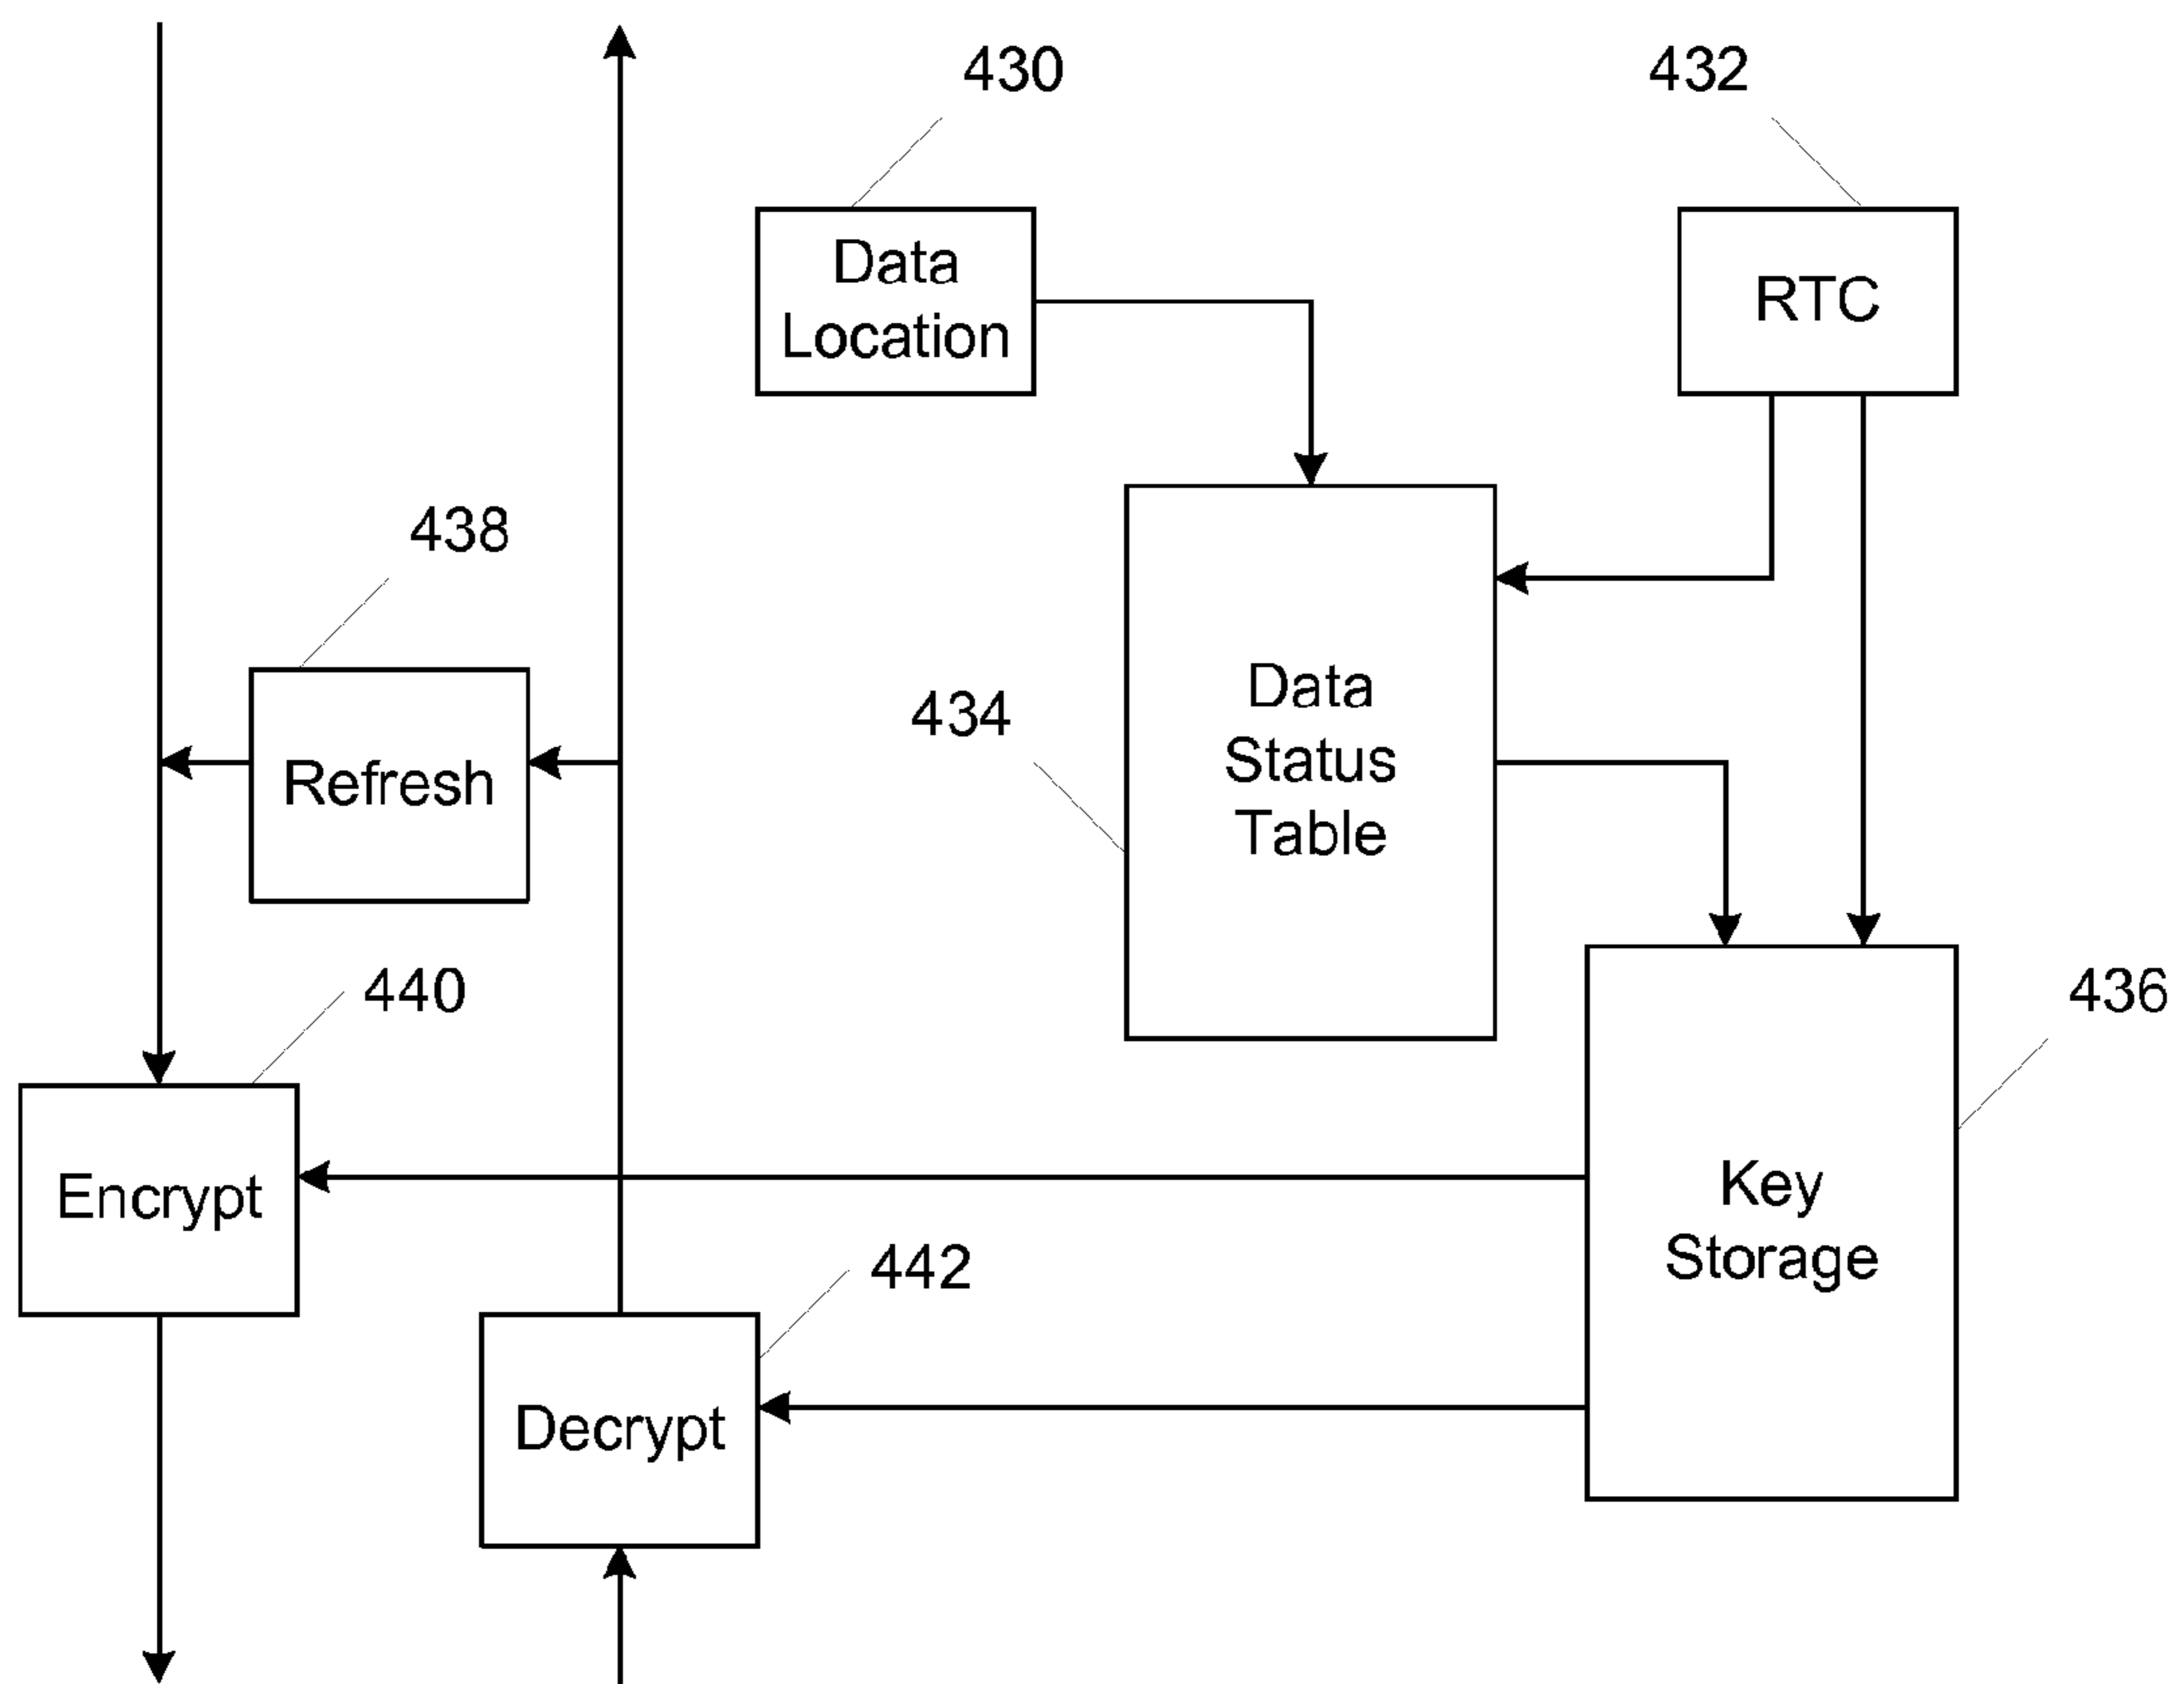 430
432
Data
Location
RTC
438
434
Data
Status
Table
Refresh
440
436
Encrypt
Key
Storage
442
Decrypt